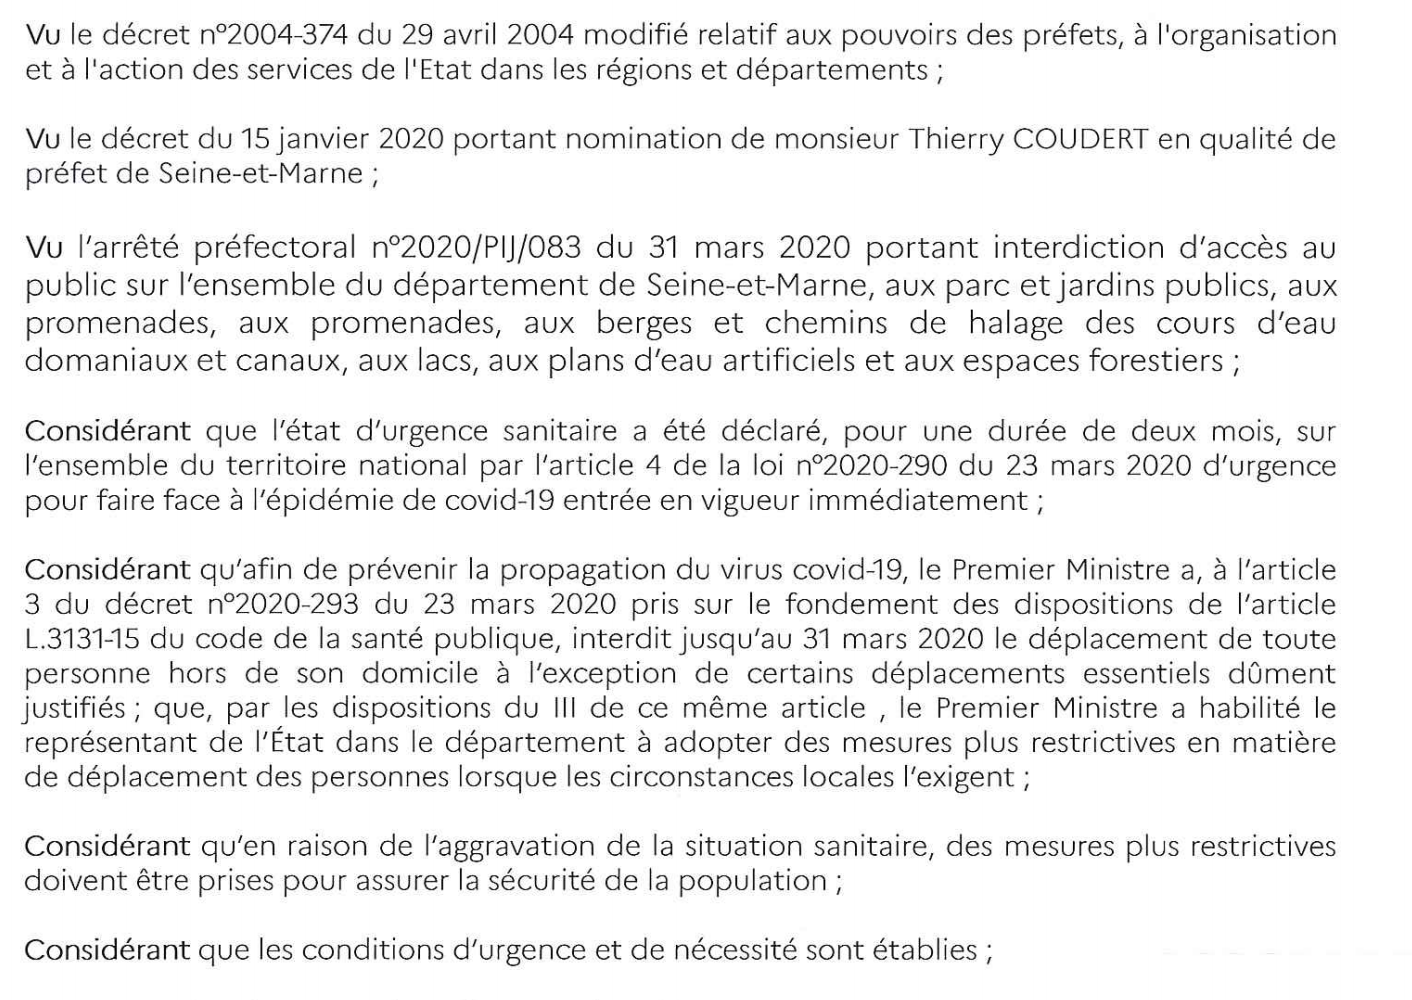 Vu le décret n°2004-374 du 29 avril 2004 modifié relatif aux pouvoirs des préfets, à l'organisation
et à l'action des services de l'Etat dans les régions et départements ;
Vu le décret du 15 janvier 2020 portant nomination de monsieur Thierry COUDERT en qualité de
préfet de Seine-et-Marne ;
Vu l'arrêté préfectoral n°2020/PIJ/083 du 31 mars 2020 portant interdiction d'accès au
public sur l'ensemble du département de Seine-et-Marne, aux parc et jardins publics, aux
promenades, aux promenades, aux berges et chemins de halage des cours d'eau
domaniaux et canaux, aux lacs, aux plans d'eau artificiels et aux espaces forestiers ;
Considérant que l'état d'urgence sanitaire a été déclaré, pour une durée de deux mois, sur
l'ensemble du territoire national par l'article 4 de la loi n°2020-290 du 23 mars 2020 d'urgence
pour faire face à l'épidémie de covid-19 entrée en vigueur immédiatement ;
Considérant qu'afin de prévenir la propagation du virus covid-19, le Premier Ministre a, à l'article
3 du décret n°2020-293 du 23 mars 2020 pris sur le fondement des dispositions de l'article
L.3131-15 du code de la santé publique, interdit jusqu'au 31 mars 2020 le déplacement de toute
personne hors de son domicile à l'exception de certains déplacements essentiels dûment
justifiés ; que, par les dispositions du III de ce même article , le Premier Ministre a habilité le
représentant de l'État dans le département à adopter des mesures plus restrictives en matière
de déplacement des personnes lorsque les circonstances locales l'exigent ;
Considérant qu'en raison de l'aggravation de la situation sanitaire, des mesures plus restrictives
doivent être prises pour assurer la sécurité de la population ;
Considérant que les conditions d'urgence et de nécessité sont établies ;